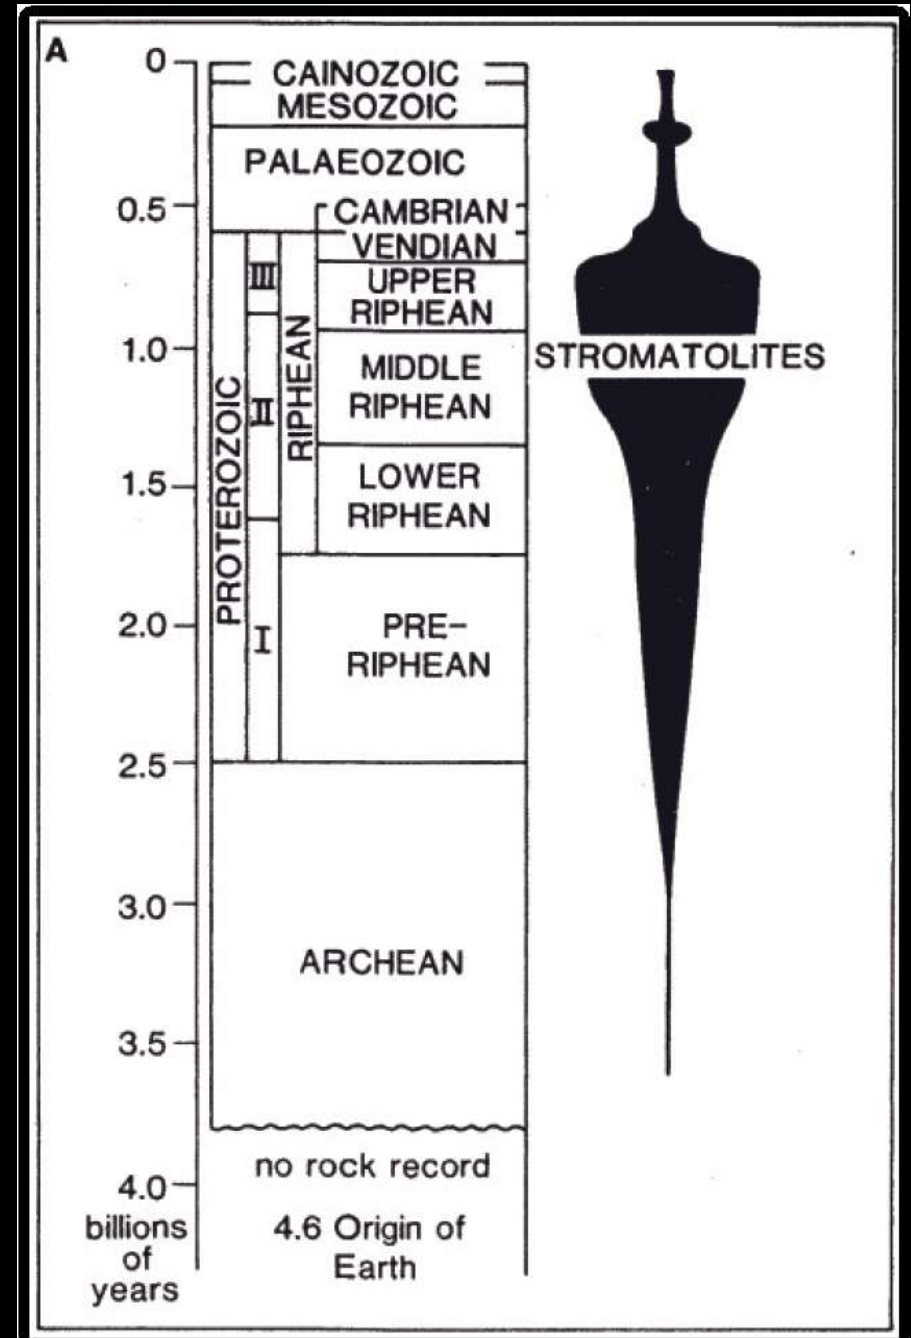 A
0
0.5
1.0
1.5
2.0
2.5
3.0
3.5
4.0
billions
of
years
CAINOZOIC
MESOZOIC
PALAEOZOIC
CAMBRIAN
VENDIAN
PROTEROZOIC
III
II
I
RIPHEAN
UPPER
RIPHEAN
MIDDLE
RIPHEAN
LOWER
RIPHEAN
PRE-
RIPHEAN
ARCHEAN
no rock record
4.6 Origin of
Earth
STROMATOLITES